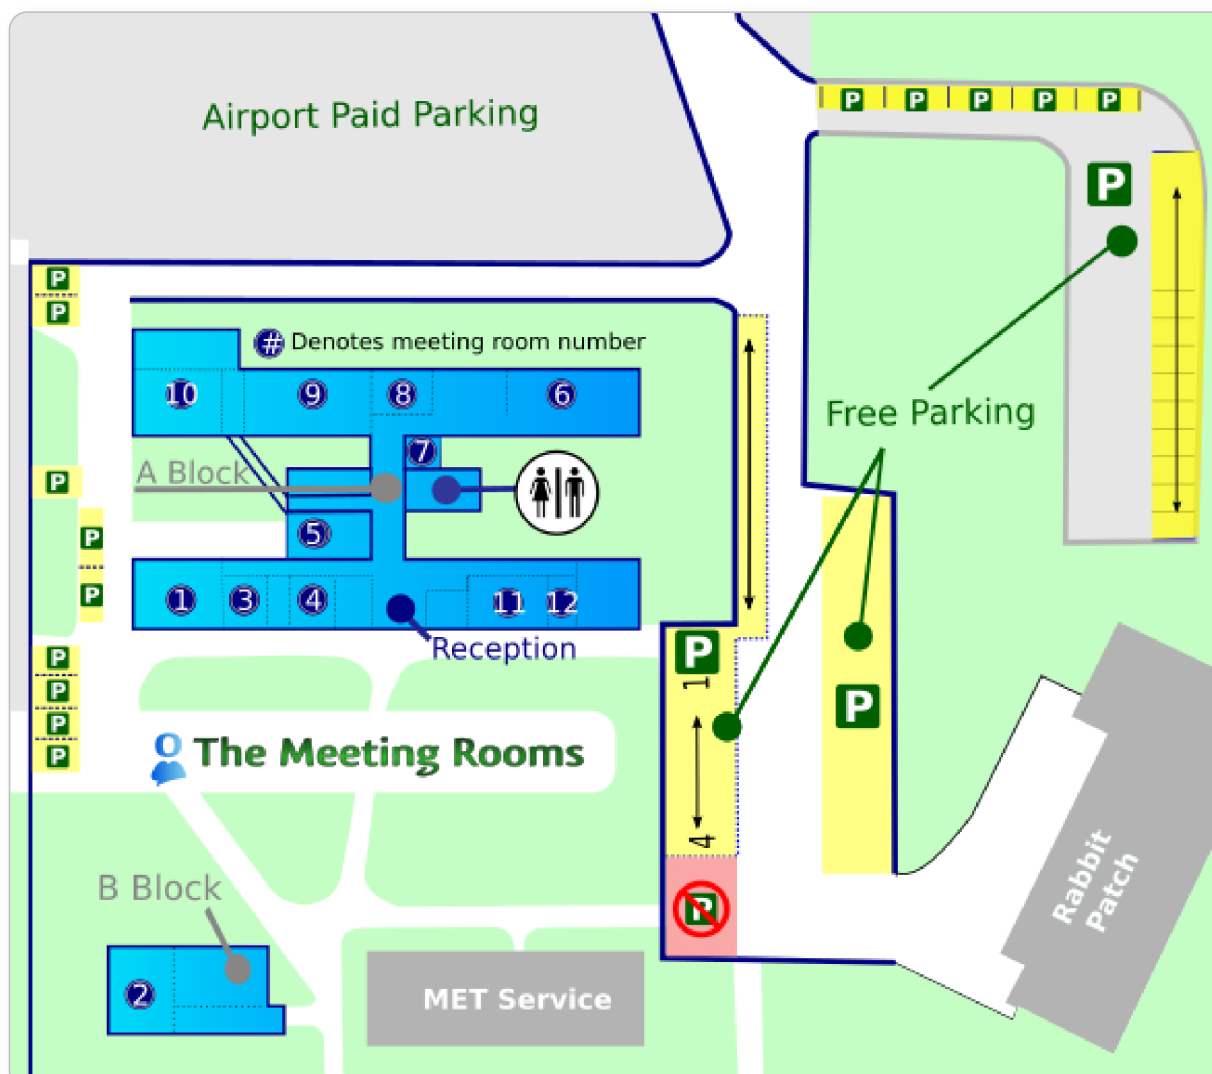 Airport Paid Parking
P
P
P
P
P
P
P
P
# Denotes meeting room number
10
9
8
6
Free Parking
7
A Block
P
5
P
P
1
3
4
11
12
Reception
P
P
1
P
P
P
P
The Meeting Rooms
4
B Block
P
Rabbit
Patch
2
MET Service